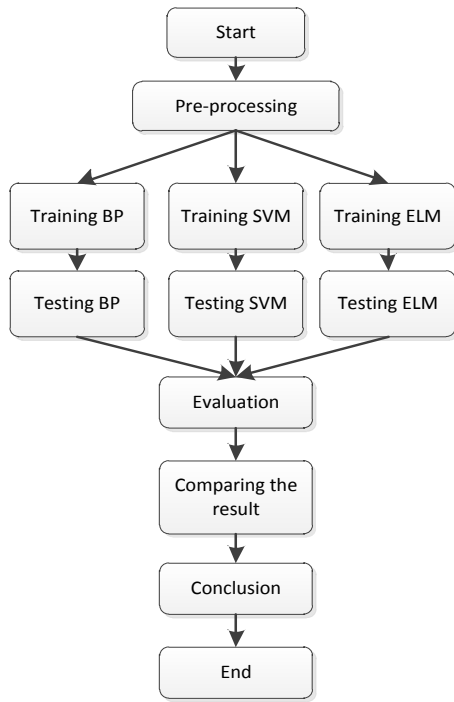 Start
Pre-processing
Training BP
Training SVM
Training ELM
Testing BP
Testing SVM
Testing ELM
Evaluation
Comparing the
result
Conclusion
End